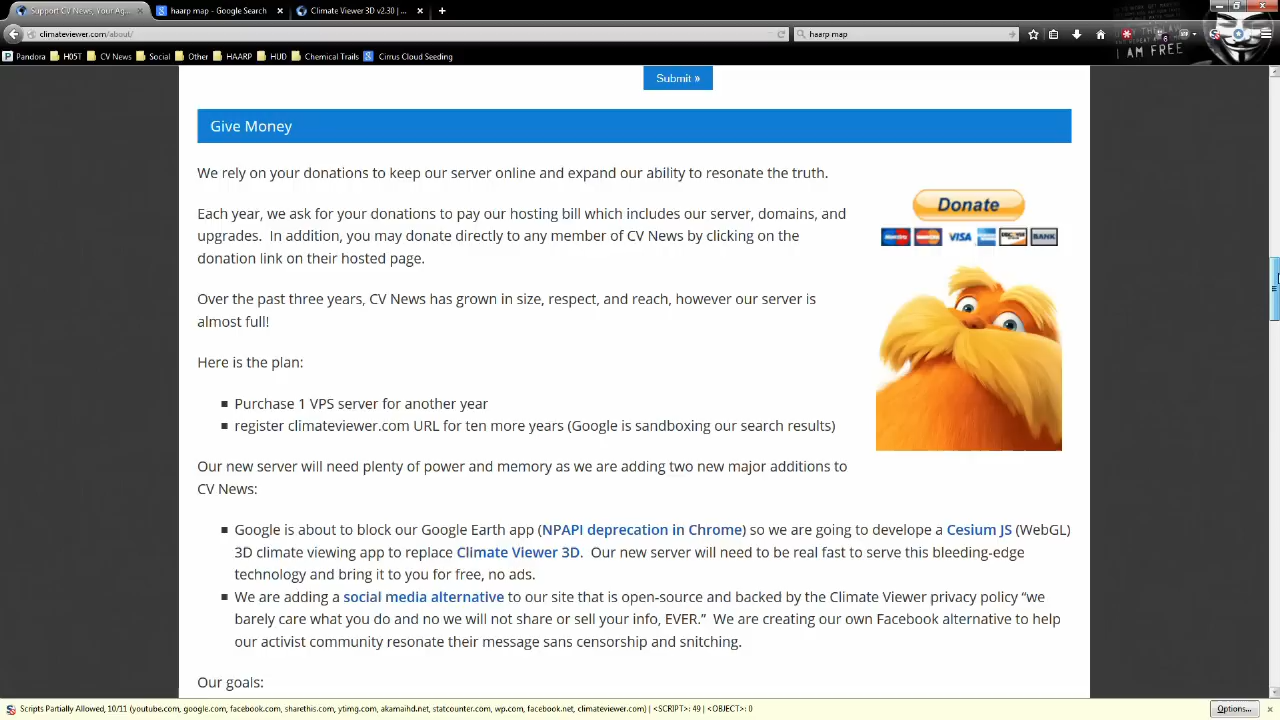 Support CV News, Your Ag...
haarp map - Google Search
Climate Viewer 3D v2.30 | ...
climateviewer.com/about/
haarp map
I AM FREE
Pandora
H05T
CV News
Social
Other
HAARP
HUD
Chemical Trails
Cirrus Cloud Seeding
Submit »
Give Money
We rely on your donations to keep our server online and expand our ability to resonate the truth.
Donate
Each year, we ask for your donations to pay our hosting bill which includes our server, domains, and
upgrades. In addition, you may donate directly to any member of CV News by clicking on the
VISA
BANK
donation link on their hosted page.
Over the past three years, CV News has grown in size, respect, and reach, however our server is
almost full!
Here is the plan:
Purchase 1 VPS server for another year
register climateviewer.com URL for ten more years (Google is sandboxing our search results)
Our new server will need plenty of power and memory as we are adding two new major additions to
CV News:
Google is about to block our Google Earth app (NPAPI deprecation in Chrome) so we are going to develope a Cesium JS (WebGL)
3D climate viewing app to replace Climate Viewer 3D. Our new server will need to be real fast to serve this bleeding-edge
technology and bring it to you for free, no ads.
We are adding a social media alternative to our site that is open-source and backed by the Climate Viewer privacy policy “we
barely care what you do and no we will not share or sell your info, EVER.” We are creating our own Facebook alternative to help
our activist community resonate their message sans censorship and snitching.
Our goals:
Scripts Partially Allowed, 10/11 (youtube.com, google.com, facebook.com, sharethis.com, ytimg.com, akamaihd.net, statcounter.com, wp.com, facebook.net, climateviewer.com) | <SCRIPT>: 49 | <OBJECT>: 0
Options...